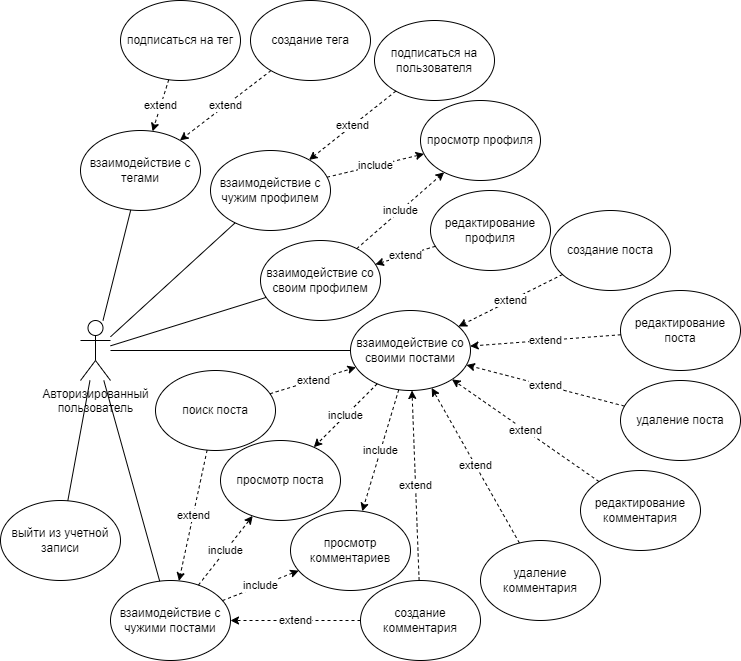 подписаться на тег
создание тега
подписаться на
пользователя
extend
extend
extend
просмотр профиля
взаимодействие с
тегами
взаимодействие с
чужим профилем
include
include
редактирование
профиля
extend
создание поста
взаимодействие со
своим профилем
extend
редактирование
поста
взаимодействие со
своими постами
extend
Авторизированный
пользователь
extend
extend
удаление поста
поиск поста
include
extend
просмотр поста
include
extend
extend
редактирование
комментария
extend
выйти из учетной
записи
include
просмотр
комментариев
удаление
комментария
include
взаимодействие с
чужими постами
extend
создание
комментария